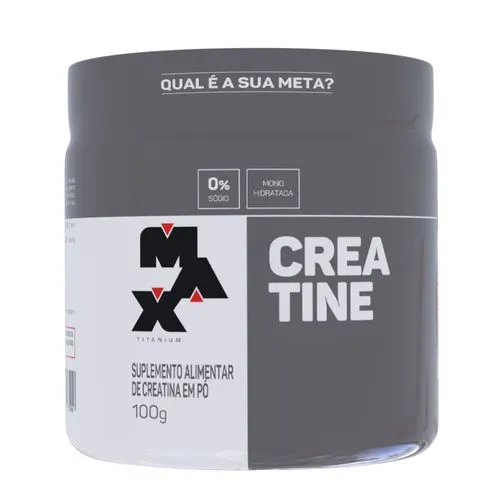 QUAL É A SUA META?
0%
SÓDIO
MONO
HIDRATADA
MAX
TITANIUM
CREA
TINE
SUPLEMENTO ALIMENTAR
DE CREATINA EM PÓ
100g